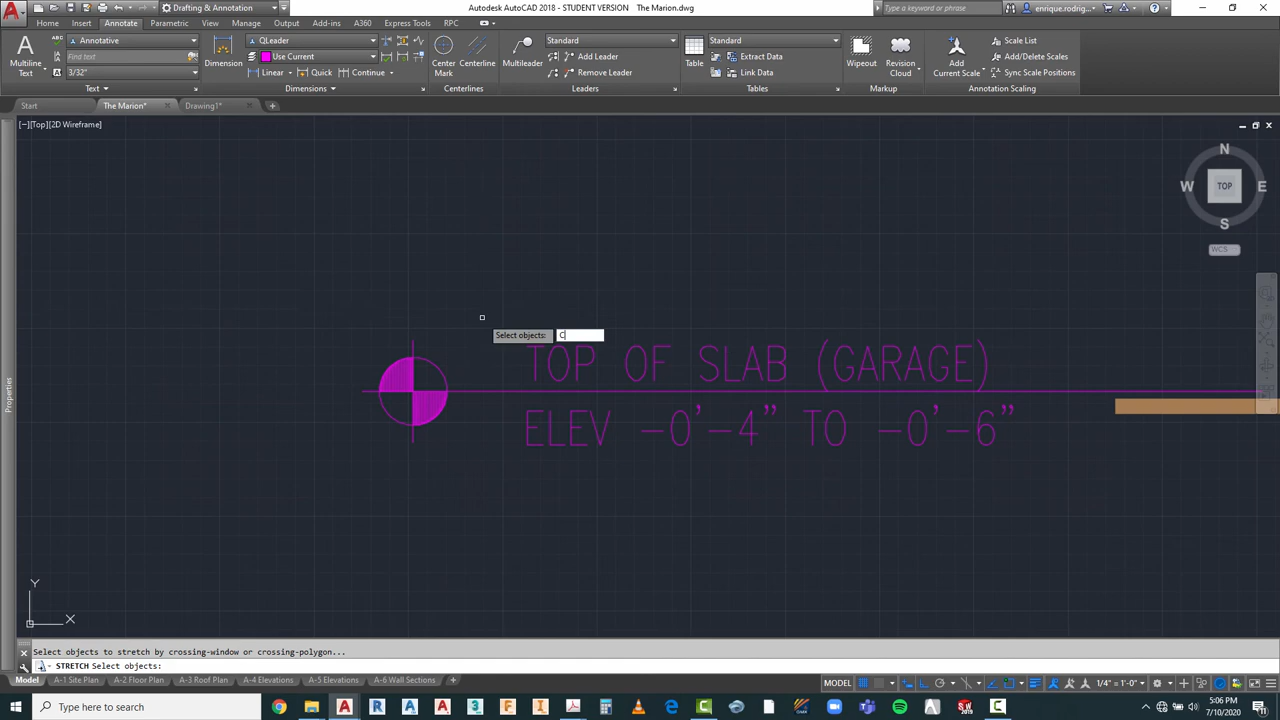 Drafting & Annotation
Autodesk AutoCAD 2018 - STUDENT VERSION The Marion.dwg
Type a keyword or phrase
enrique.rodrig...
Home Insert Annotate Parametric View Manage Output Add-ins A360 Express Tools RPC
Annotative QLeader Standard Standard
Find text Use Current Add Leader Extract Data Scale List
Add/Delete Scales
3/32" Linear Quick Continue Remove Leader Link Data Sync Scale Positions
Multiline Text Dimension Center Mark Centerline Multileader Table Wipeout Revision Cloud Add Current Scale
Text Dimensions Centerlines Leaders Tables Markup Annotation Scaling
Start The Marion* Drawing1*
[−][Top][2D Wireframe]
N
W TOP E
S
WCS
Select objects: C
TOP OF SLAB (GARAGE)
ELEV -0'-4" TO -0'-6"
Properties
Y
X
Select objects to stretch by crossing-window or crossing-polygon...
STRETCH Select objects:
Model A-1 Site Plan A-2 Floor Plan A-3 Roof Plan A-4 Elevations A-5 Elevations A-6 Wall Sections
MODEL 1/4" = 1'-0"
Type here to search
5:06 PM
7/10/2020